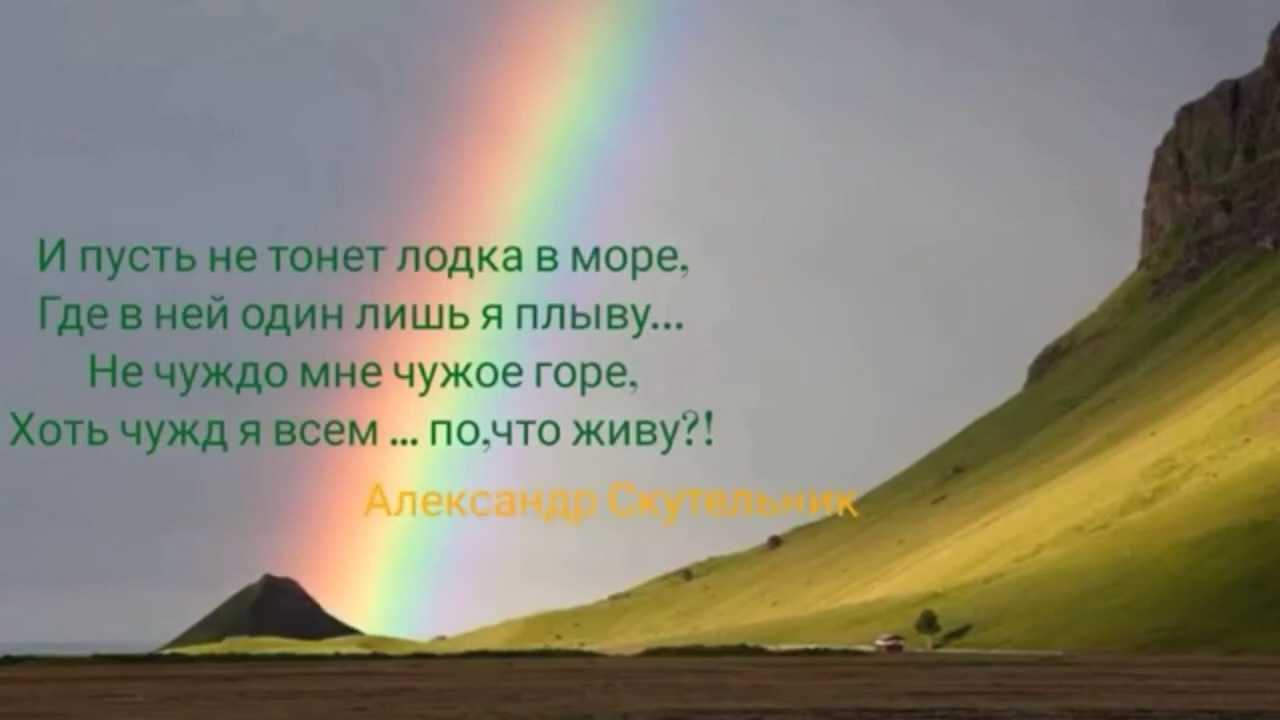 И пусть не тонет лодка в море,
Где в ней один лишь я плыву...
Не чуждо мне чужое горе,
Хоть чужд я всем ... по,что живу?!
Александр Скутельник